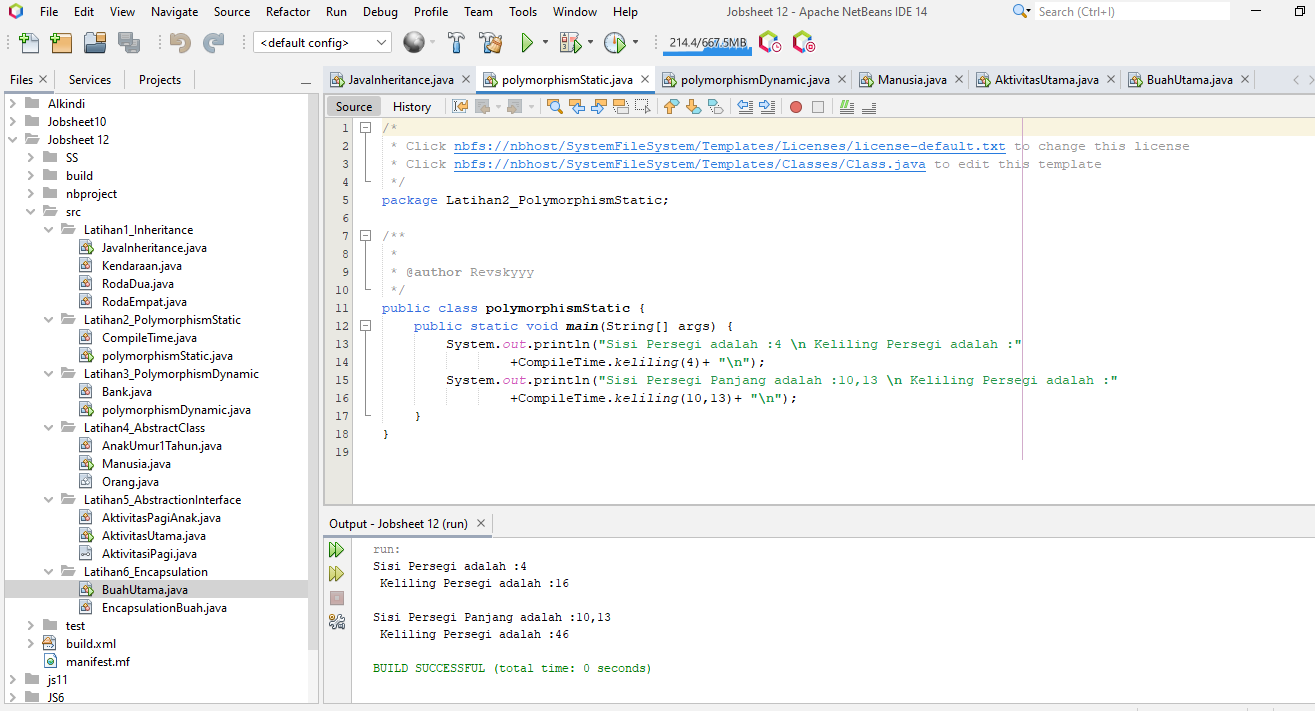 File Edit View Navigate Source Refactor Run Debug Profile Team Tools Window Help Jobsheet 12 - Apache NetBeans IDE 14 Search (Ctrl+I)
<default config> 214.4/667.5MB
Files Services Projects
JavaInheritance.java polymorphismStatic.java polymorphismDynamic.java Manusia.java AktivitasUtama.java BuahUtama.java
Source History
Alkindi
Jobsheet10
Jobsheet 12
SS
build
nbproject
src
Latihan1_Inheritance
JavaInheritance.java
Kendaraan.java
RodaDua.java
RodaEmpat.java
Latihan2_PolymorphismStatic
CompileTime.java
polymorphismStatic.java
Latihan3_PolymorphismDynamic
Bank.java
polymorphismDynamic.java
Latihan4_AbstractClass
AnakUmur1Tahun.java
Manusia.java
Orang.java
Latihan5_AbstractionInterface
AktivitasPagiAnak.java
AktivitasUtama.java
AktivitasiPagi.java
Latihan6_Encapsulation
BuahUtama.java
EncapsulationBuah.java
test
build.xml
manifest.mf
js11
JS6
1 /*
2 * Click nbfs://nbhost/SystemFileSystem/Templates/Licenses/license-default.txt to change this license
3 * Click nbfs://nbhost/SystemFileSystem/Templates/Classes/Class.java to edit this template
4 */
5 package Latihan2_PolymorphismStatic;
6
7 /**
8 *
9 * @author Revskyyy
10 */
11 public class polymorphismStatic {
12 public static void main(String[] args) {
13 System.out.println("Sisi Persegi adalah :4 \n Keliling Persegi adalah :"
14 +CompileTime.keliling(4)+ "\n");
15 System.out.println("Sisi Persegi Panjang adalah :10,13 \n Keliling Persegi adalah :"
16 +CompileTime.keliling(10,13)+ "\n");
17 }
18 }
19
Output - Jobsheet 12 (run)
run:
Sisi Persegi adalah :4
Keliling Persegi adalah :16
Sisi Persegi Panjang adalah :10,13
Keliling Persegi adalah :46
BUILD SUCCESSFUL (total time: 0 seconds)